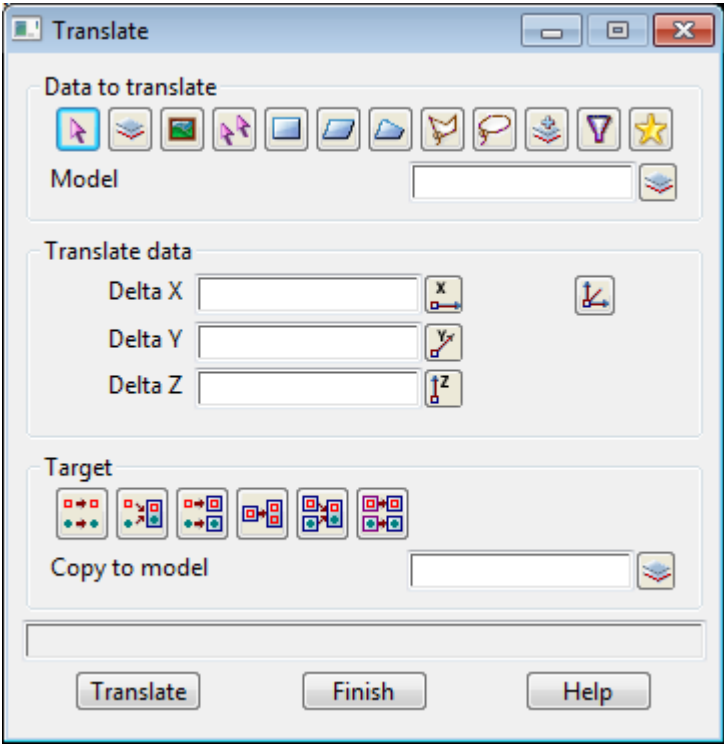 Translate
Data to translate
Model
Translate data
Delta X
X
Delta Y
Y
Delta Z
Z
Target
Copy to model
Translate Finish Help